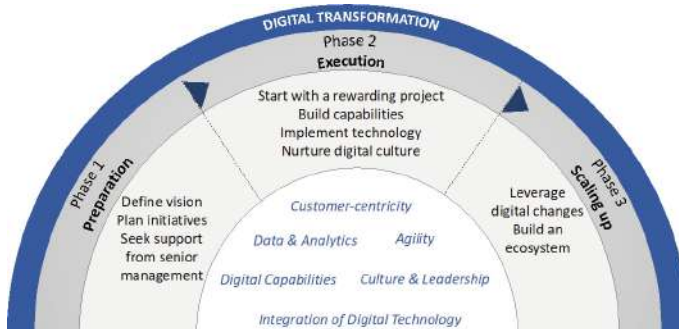 DIGITAL TRANSFORMATION
Phase 1
Preparation
Define vision
Plan initiatives
Seek support
from senior
management
Phase 2
Execution
Start with a rewarding project
Build capabilities
Implement technology
Nurture digital culture
Phase 3
Scaling up
Leverage
digital changes
Build an
ecosystem
Customer-centricity
Data & Analytics
Agility
Digital Capabilities
Culture & Leadership
Integration of Digital Technology